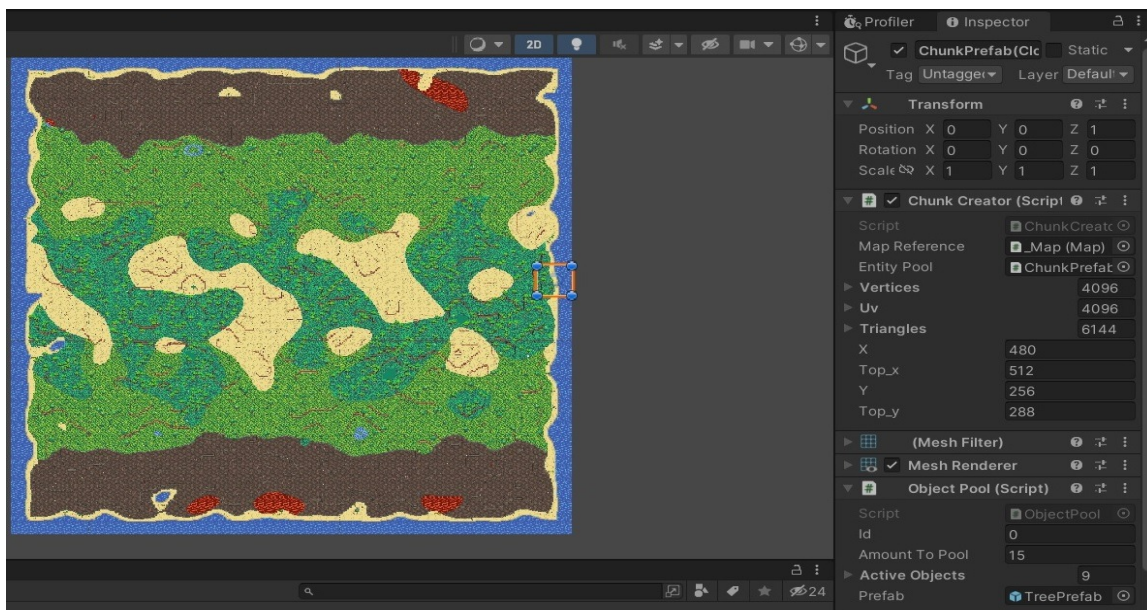 Profiler Inspector
2D
ChunkPrefab(Clc Static
Tag Untagge Layer Defaul
Transform
Position X 0 Y 0 Z 1
Rotation X 0 Y 0 Z 0
Scale X 1 Y 1 Z 1
# Chunk Creator (Script
Script # ChunkCreatc
Map Reference # _Map (Map)
Entity Pool # ChunkPrefab
Vertices 4096
Uv 4096
Triangles 6144
X 480
Top_x 512
Y 256
Top_y 288
(Mesh Filter)
Mesh Renderer
# Object Pool (Script)
Script # ObjectPool
Id 0
Amount To Pool 15
Active Objects 9
24
Prefab TreePrefab